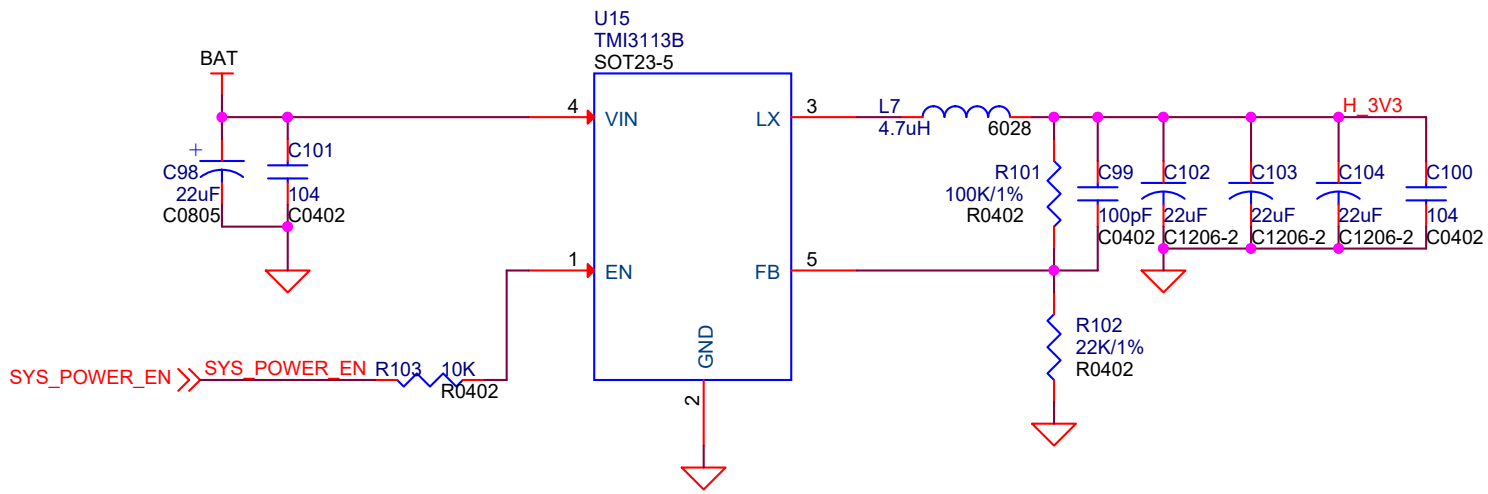 U15
TMI3113B
SOT23-5
BAT
4
VIN
LX
3
L7
4.7uH
6028
H_3V3
+
C98
22uF
C0805
C101
104
C0402
R101
100K/1%
R0402
C99
100pF
C0402
C102
22uF
C1206-2
C103
22uF
C1206-2
C104
22uF
C1206-2
C100
104
C0402
1
EN
FB
5
GND
2
R102
22K/1%
R0402
SYS_POWER_EN
SYS_POWER_EN
R103
10K
R0402